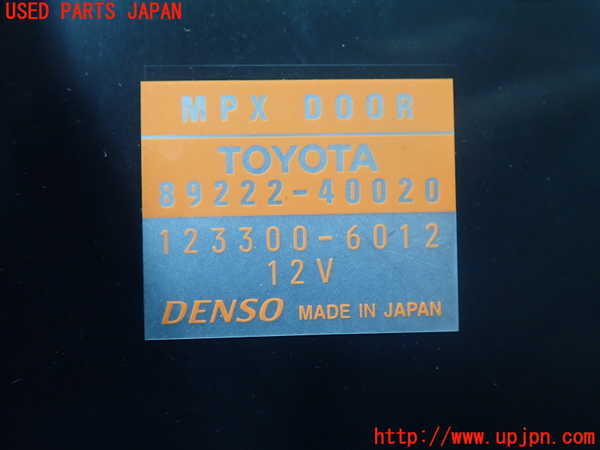 USED PARTS JAPAN
MPX DOOR
TOYOTA
89222-40020
123300-6012
12V
DENSO MADE IN JAPAN
http://www.upjpn.com